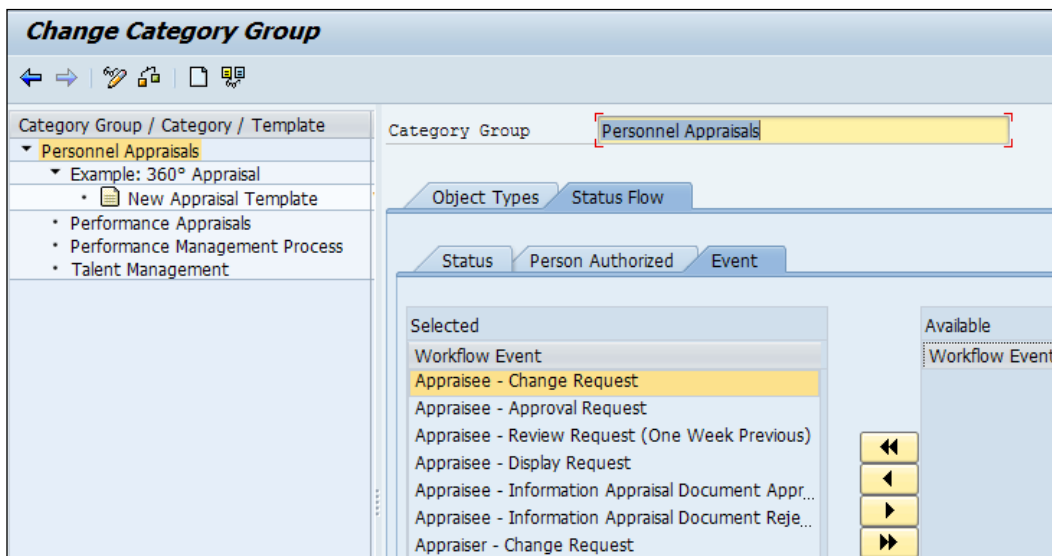 Change Category Group
Category Group / Category / Template
Personnel Appraisals
Example: 360° Appraisal
New Appraisal Template
Performance Appraisals
Performance Management Process
Talent Management
Category Group Personnel Appraisals
Object Types Status Flow
Status Person Authorized Event
Selected Available
Workflow Event Workflow Event
Appraisee - Change Request
Appraisee - Approval Request
Appraisee - Review Request (One Week Previous)
Appraisee - Display Request
Appraisee - Information Appraisal Document Appr...
Appraisee - Information Appraisal Document Reje...
Appraiser - Change Request